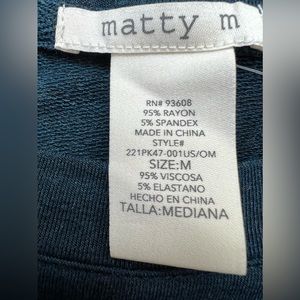 matty m
RN# 93608
95% RAYON
5% SPANDEX
MADE IN CHINA
STYLE#
221PK47-001US/OM
SIZE:M
95% VISCOSA
5% ELASTANO
HECHO EN CHINA
TALLA:MEDIANA